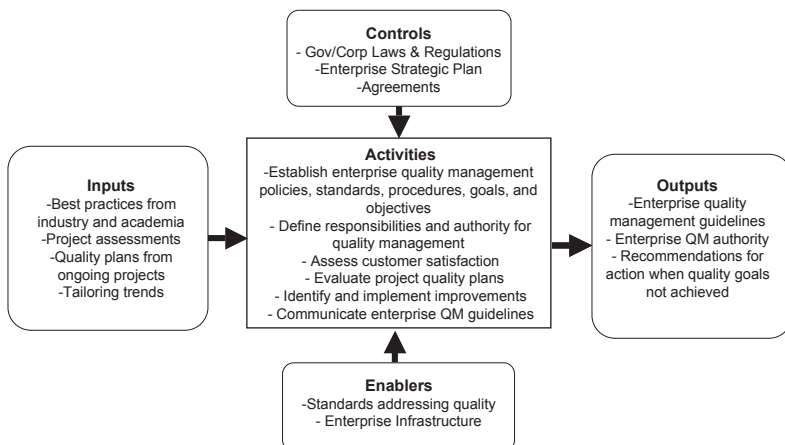 Controls
- Gov/Corp Laws & Regulations
-Enterprise Strategic Plan
-Agreements
Inputs
-Best practices from
industry and academia
-Project assessments
-Quality plans from
ongoing projects
-Tailoring trends
Activities
-Establish enterprise quality management
policies, standards, procedures, goals, and
objectives
- Define responsibilities and authority for
quality management
- Assess customer satisfaction
- Evaluate project quality plans
- Identify and implement improvements
- Communicate enterprise QM guidelines
Outputs
-Enterprise quality
management guidelines
- Enterprise QM authority
- Recommendations for
action when quality goals
not achieved
Enablers
-Standards addressing quality
- Enterprise Infrastructure